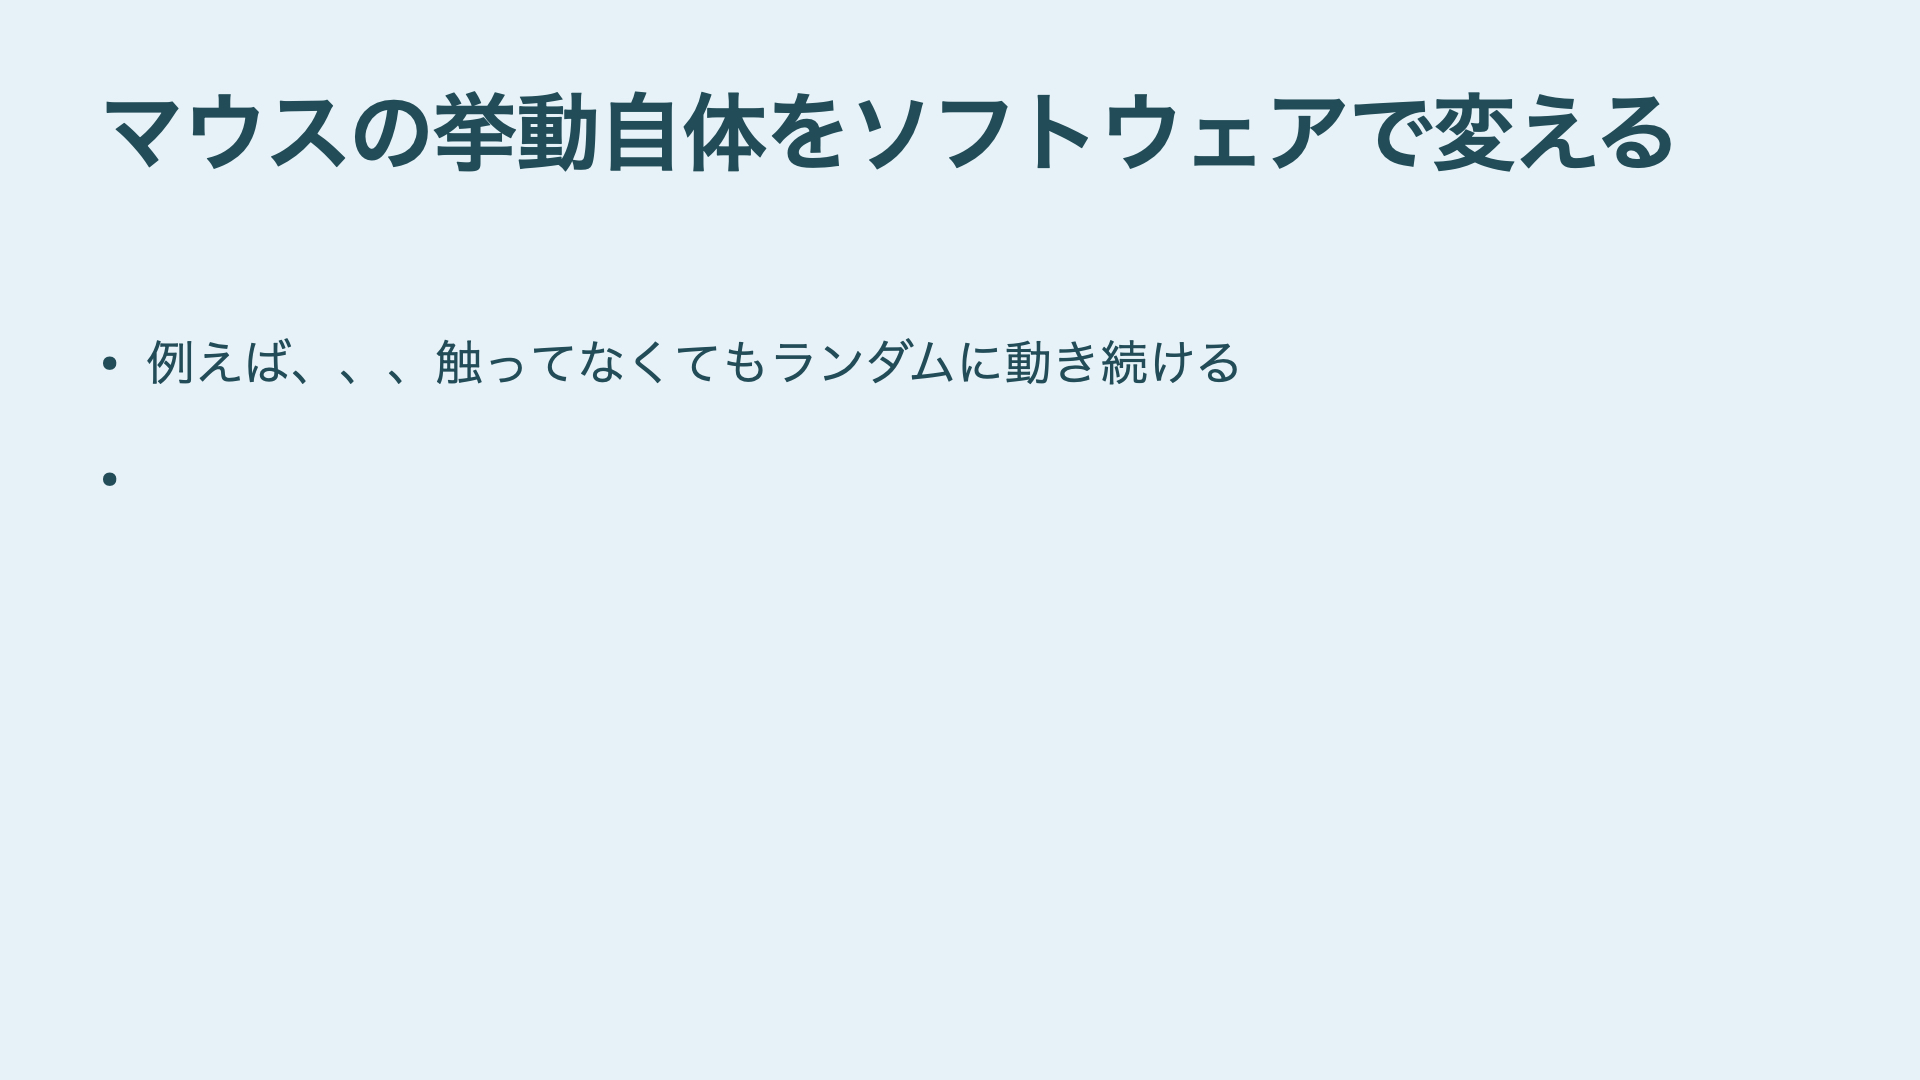 マウスの挙動自体をソフトウェアで変える
• 例えば、、、触ってなくてもランダムに動き続ける
•